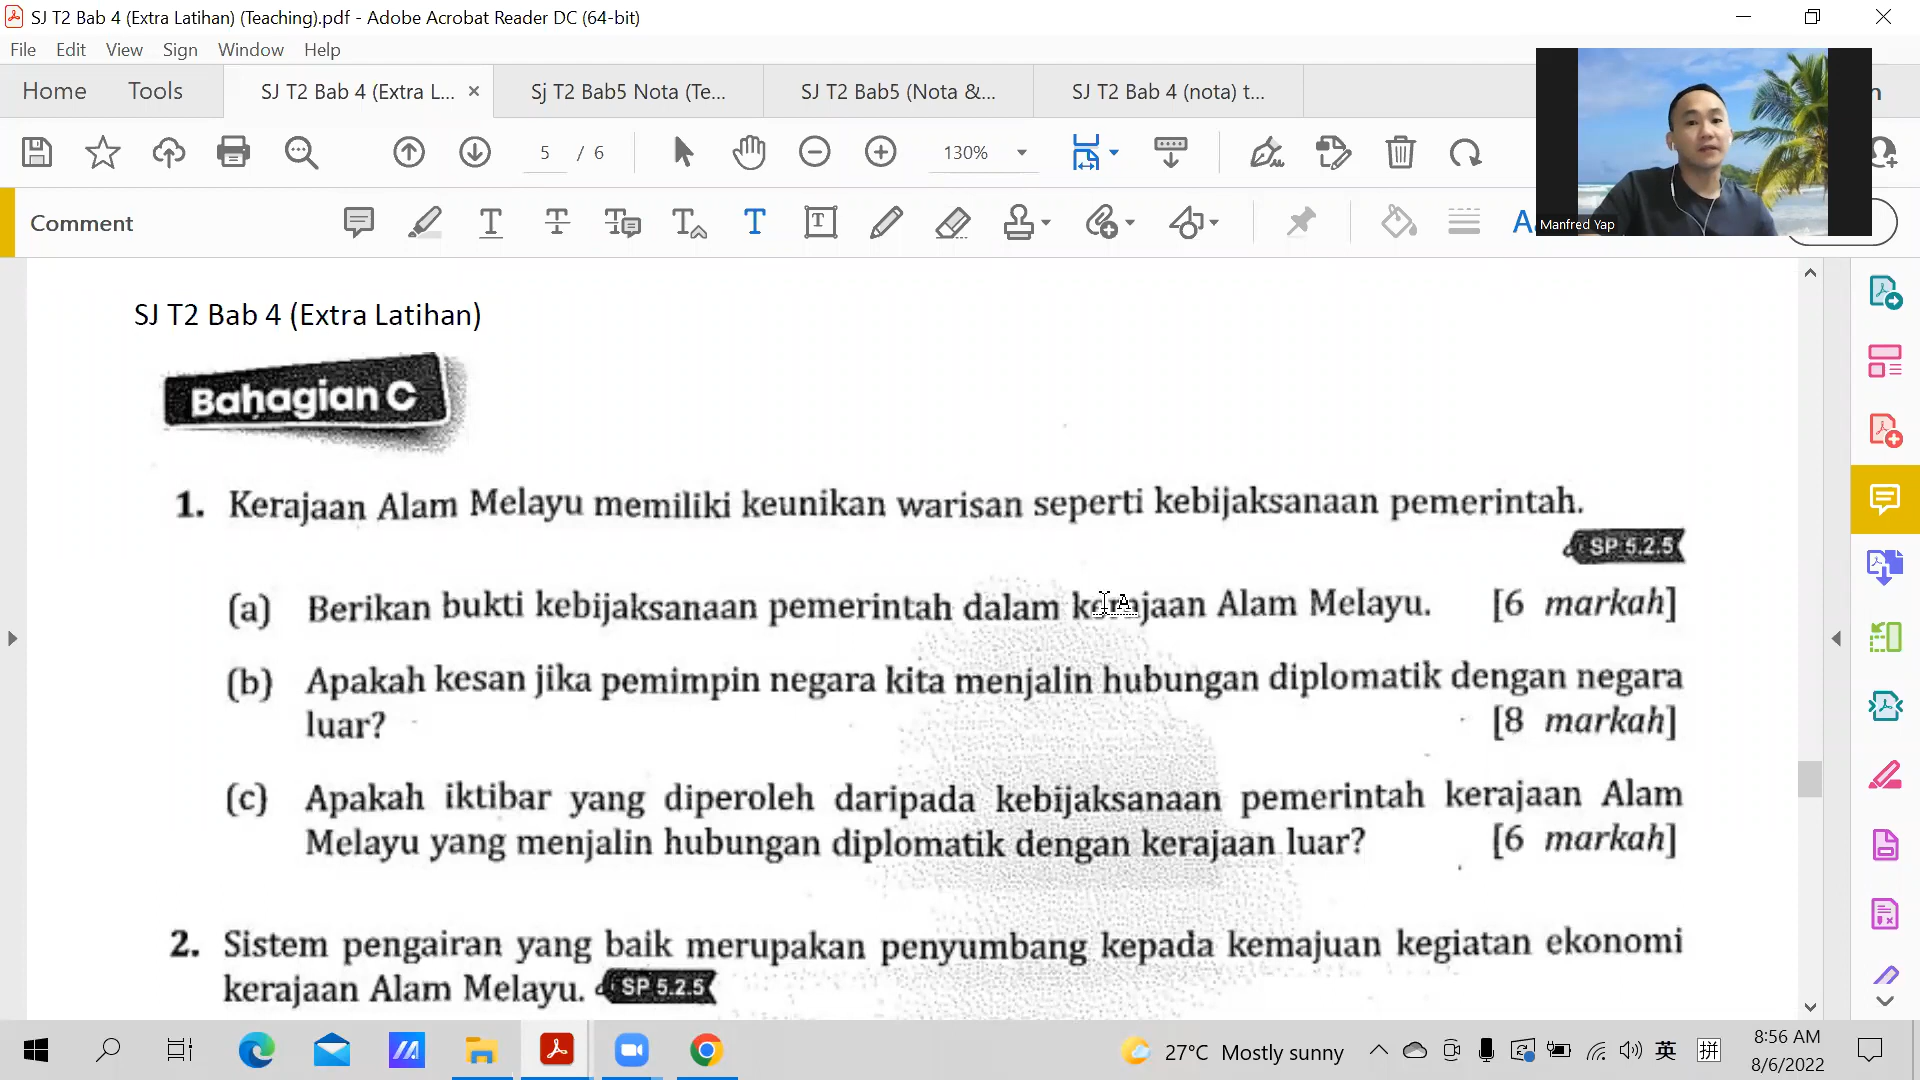 SJ T2 Bab 4 (Extra Latihan) (Teaching).pdf - Adobe Acrobat Reader DC (64-bit)
File Edit View Sign Window Help
Home Tools SJ T2 Bab 4 (Extra L... × Sj T2 Bab5 Nota (Te... SJ T2 Bab5 (Nota &... SJ T2 Bab 4 (nota) t...
5 / 6 130%
Comment
Manfred Yap
SJ T2 Bab 4 (Extra Latihan)
Bahagian C
1. Kerajaan Alam Melayu memiliki keunikan warisan seperti kebijaksanaan pemerintah.
SP 5.2.5
(a) Berikan bukti kebijaksanaan pemerintah dalam kerajaan Alam Melayu. [6 markah]
(b) Apakah kesan jika pemimpin negara kita menjalin hubungan diplomatik dengan negara
luar? [8 markah]
(c) Apakah iktibar yang diperoleh daripada kebijaksanaan pemerintah kerajaan Alam
Melayu yang menjalin hubungan diplomatik dengan kerajaan luar? [6 markah]
2. Sistem pengairan yang baik merupakan penyumbang kepada kemajuan kegiatan ekonomi
kerajaan Alam Melayu. SP 5.2.5
27°C Mostly sunny 英 拼 8:56 AM
8/6/2022